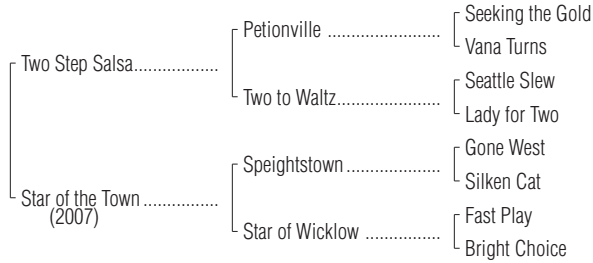 Seeking the Gold
Petionville ....................
Vana Turns
Two Step Salsa...............
Seattle Slew
Two to Waltz..................
Lady for Two
Gone West
Speightstown .................
Silken Cat
Star of the Town .............
(2007)
Fast Play
Star of Wicklow .............
Bright Choice